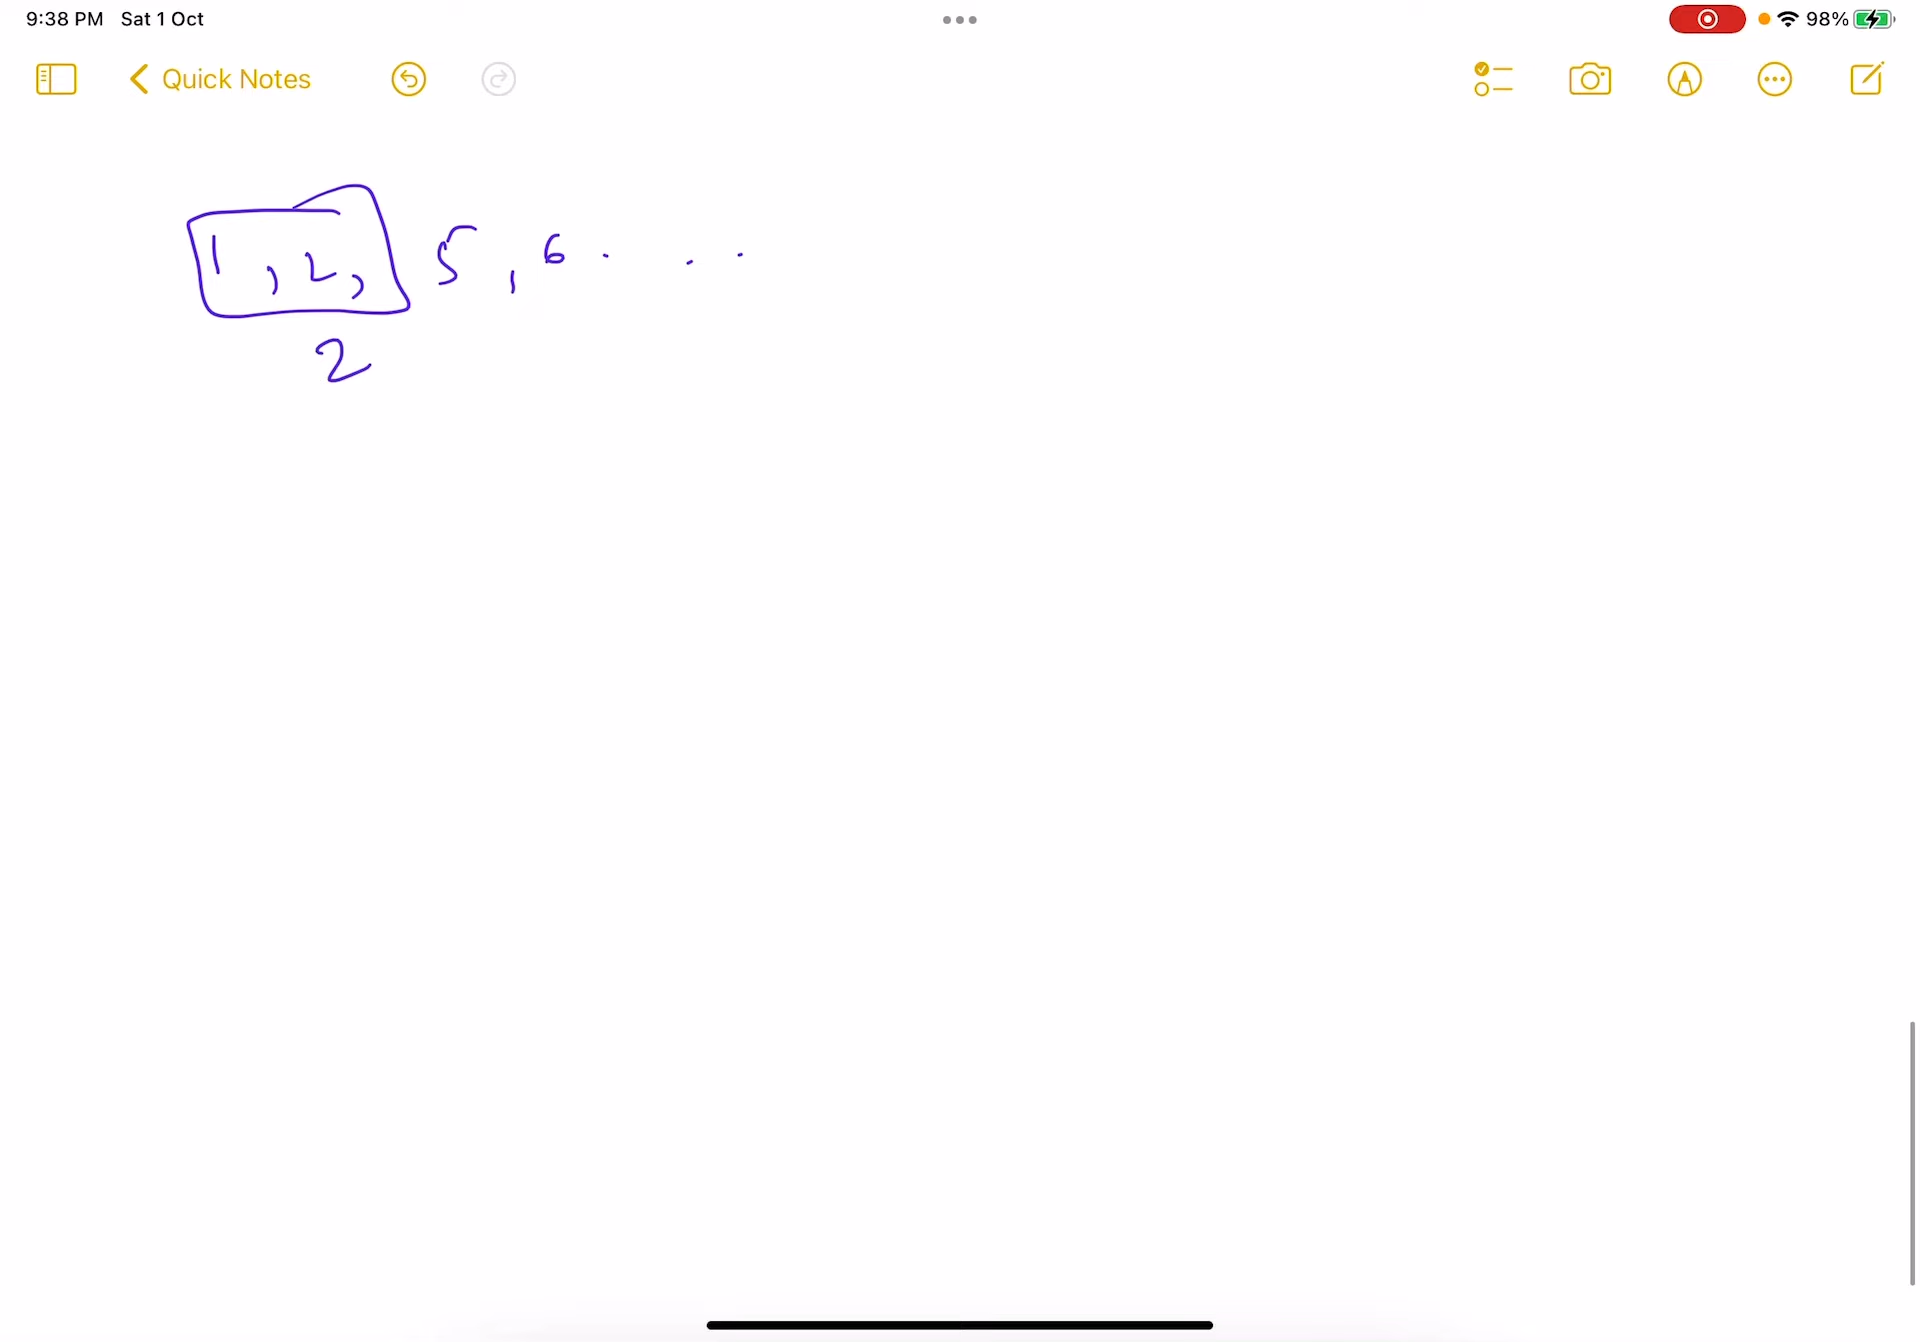 9:38 PM Sat 1 Oct 98%
Quick Notes
1, 2, 5, 6 . . .
2